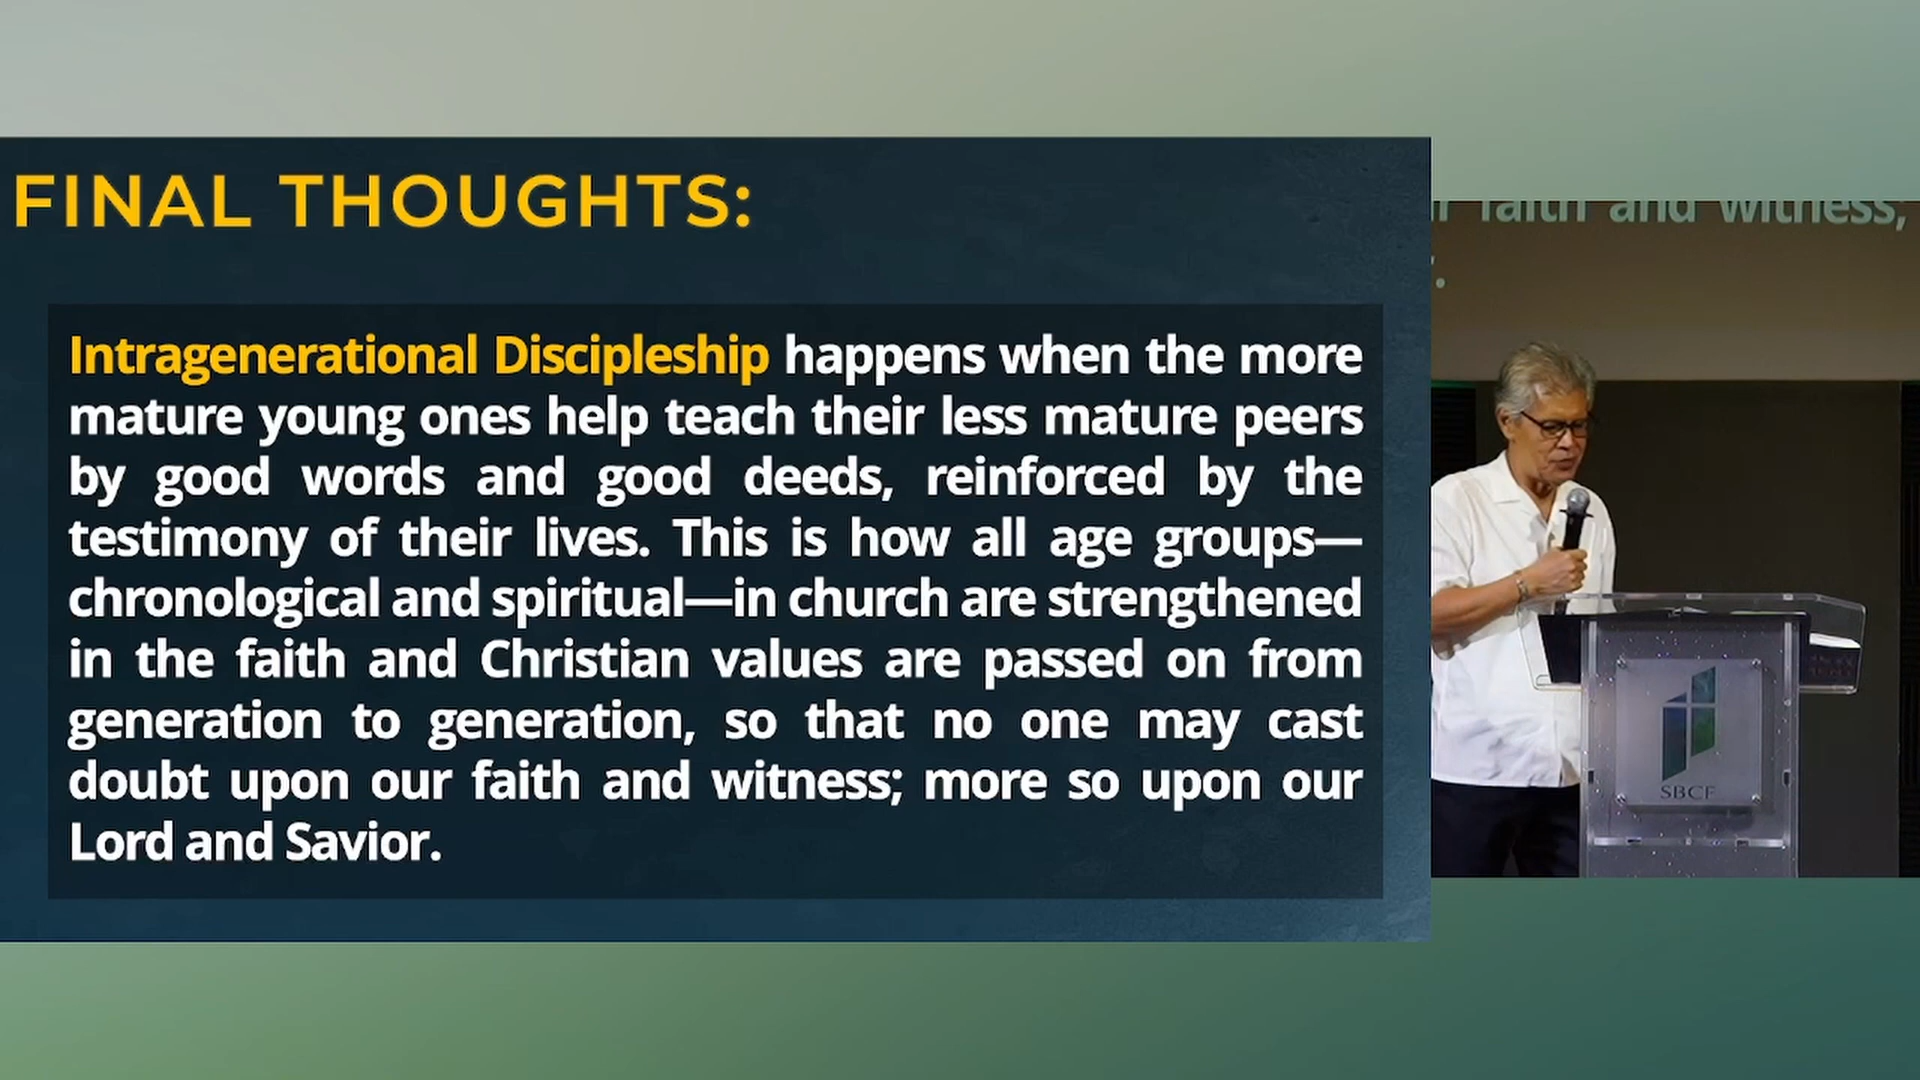 FINAL THOUGHTS:
Intragenerational Discipleship happens when the more
mature young ones help teach their less mature peers
by good words and good deeds, reinforced by the
testimony of their lives. This is how all age groups—
chronological and spiritual—in church are strengthened
in the faith and Christian values are passed on from
generation to generation, so that no one may cast
doubt upon our faith and witness; more so upon our
Lord and Savior.
faith and witness,
SBCF